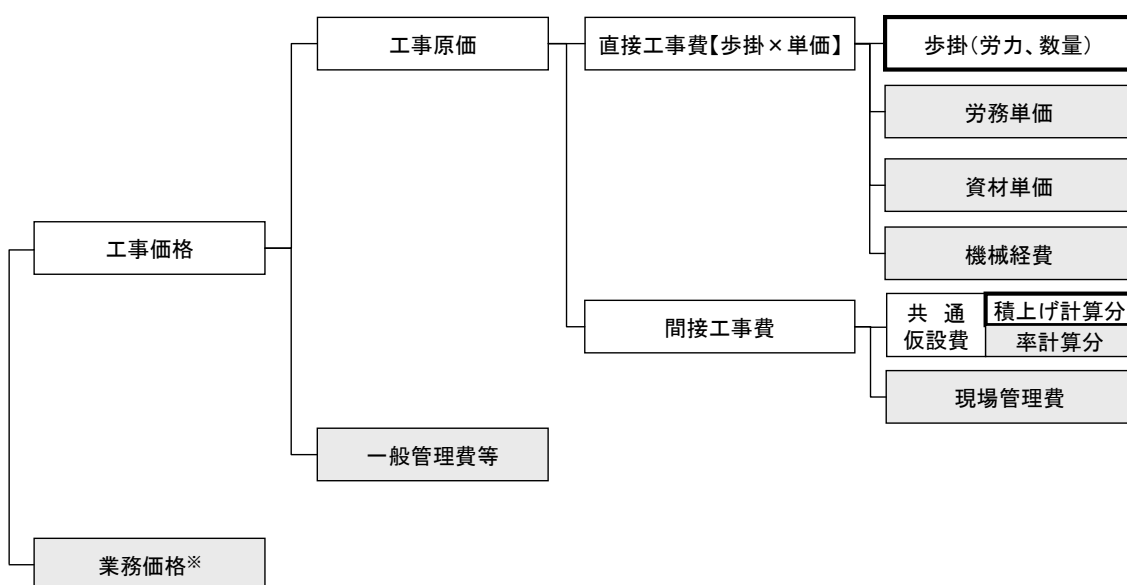 工事原価
直接工事費【歩掛×単価】
歩掛(労力、数量)
労務単価
資材単価
工事価格
機械経費
間接工事費
共 通
仮設費
積上げ計算分
率計算分
現場管理費
一般管理費等
業務価格※